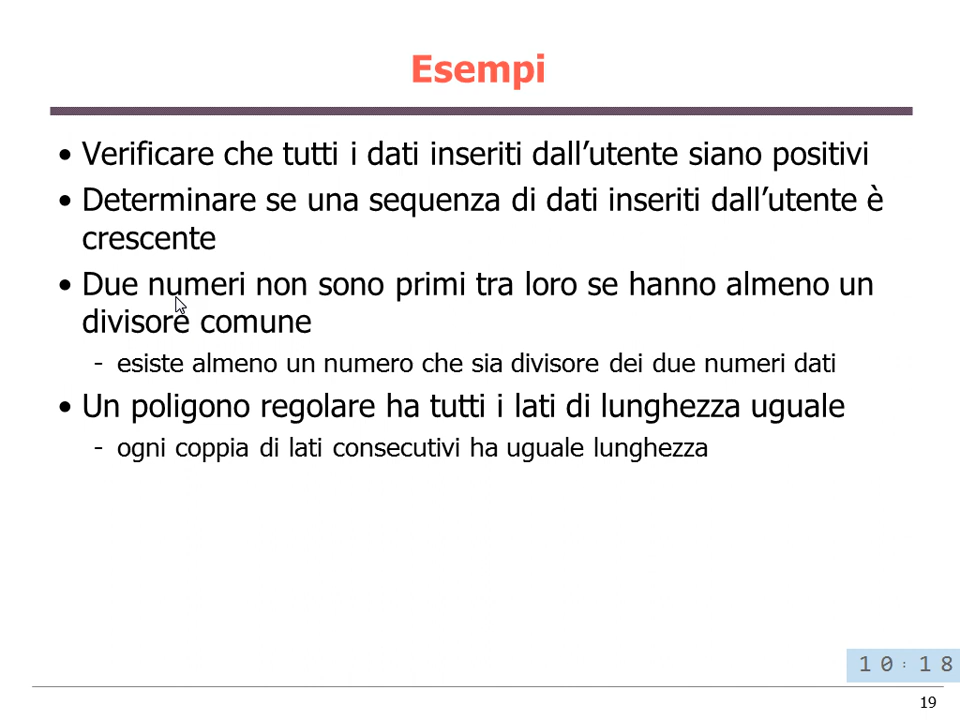 Esempi
• Verificare che tutti i dati inseriti dall’utente siano positivi
• Determinare se una sequenza di dati inseriti dall’utente è
crescente
• Due numeri non sono primi tra loro se hanno almeno un
divisore comune
- esiste almeno un numero che sia divisore dei due numeri dati
• Un poligono regolare ha tutti i lati di lunghezza uguale
- ogni coppia di lati consecutivi ha uguale lunghezza
10:18
19